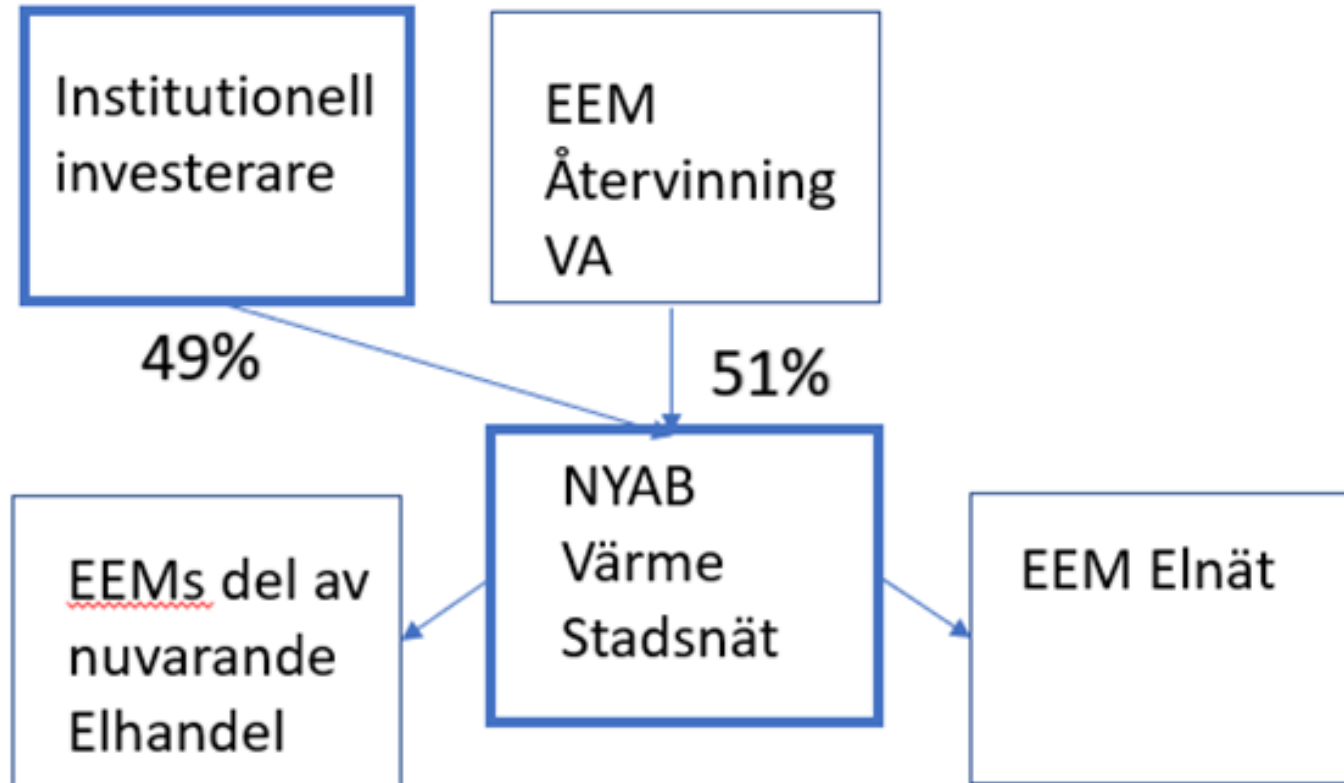 Institutionell
investerare
EEM
Återvinning
VA
49%
51%
NYAB
Värme
Stadsnät
EEMs del av
nuvarande
Elhandel
EEM Elnät